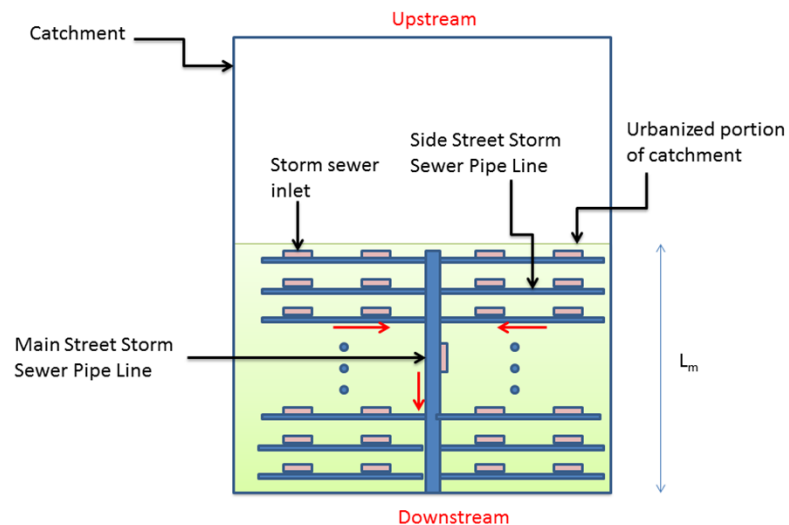 Upstream
Catchment
Storm sewer
inlet
Side Street Storm
Sewer Pipe Line
Urbanized portion
of catchment
Main Street Storm
Sewer Pipe Line
Lm
Downstream